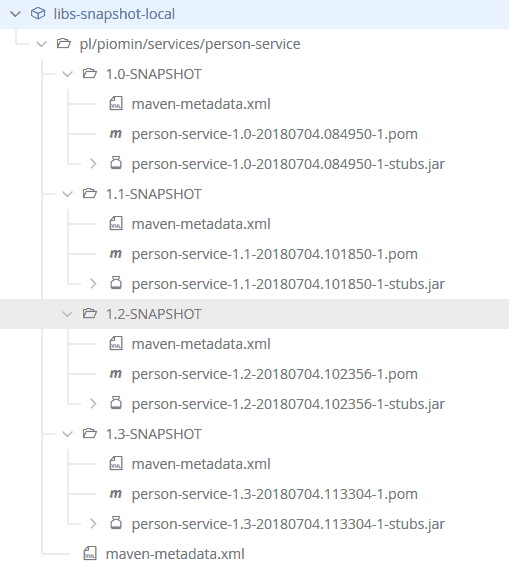 libs-snapshot-local
pl/piomin/services/person-service
1.0-SNAPSHOT
maven-metadata.xml
person-service-1.0-20180704.084950-1.pom
person-service-1.0-20180704.084950-1-stubs.jar
1.1-SNAPSHOT
maven-metadata.xml
person-service-1.1-20180704.101850-1.pom
person-service-1.1-20180704.101850-1-stubs.jar
1.2-SNAPSHOT
maven-metadata.xml
person-service-1.2-20180704.102356-1.pom
person-service-1.2-20180704.102356-1-stubs.jar
1.3-SNAPSHOT
maven-metadata.xml
person-service-1.3-20180704.113304-1.pom
person-service-1.3-20180704.113304-1-stubs.jar
maven-metadata.xml